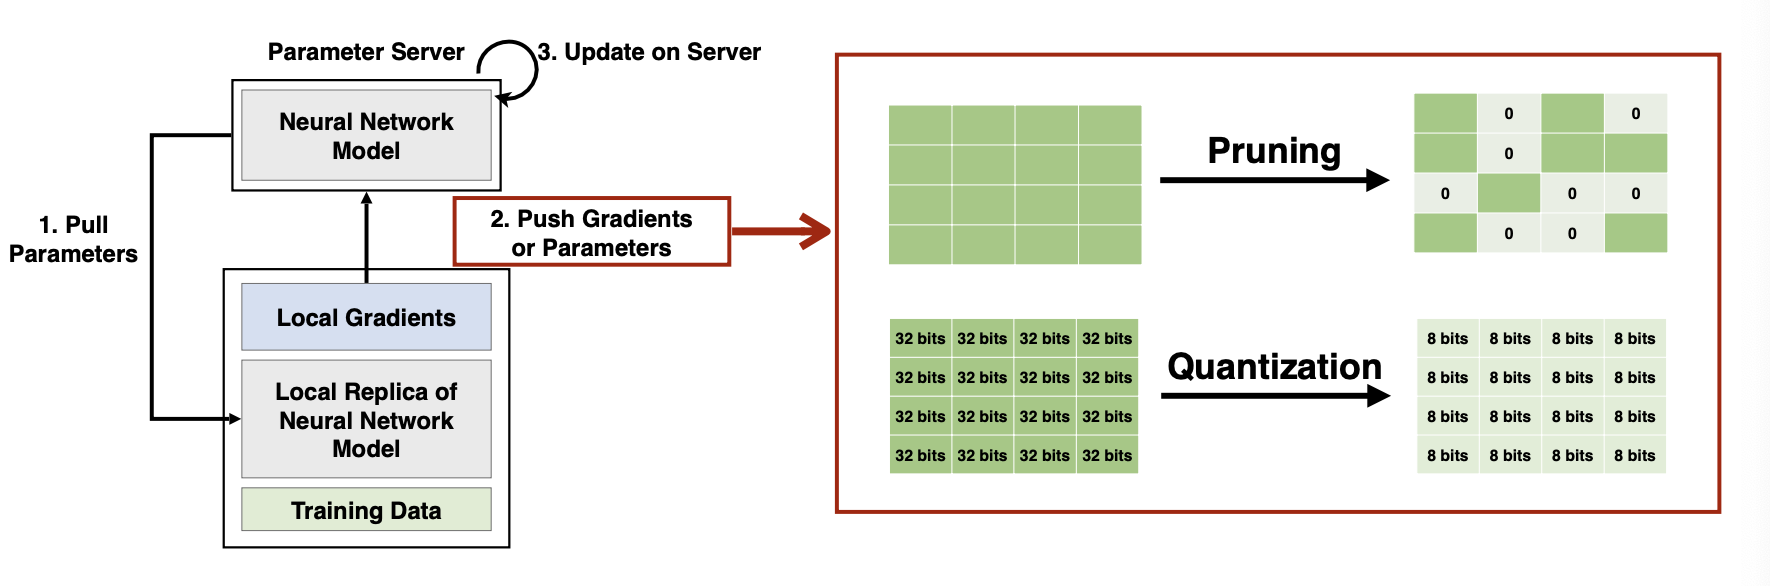 Parameter Server
3. Update on Server
Neural Network
Model
1. Pull
Parameters
2. Push Gradients
or Parameters
Local Gradients
Local Replica of
Neural Network
Model
Training Data
Pruning
0 0
0
0 0 0
0 0
32 bits 32 bits 32 bits 32 bits
32 bits 32 bits 32 bits 32 bits
32 bits 32 bits 32 bits 32 bits
32 bits 32 bits 32 bits 32 bits
Quantization
8 bits 8 bits 8 bits 8 bits
8 bits 8 bits 8 bits 8 bits
8 bits 8 bits 8 bits 8 bits
8 bits 8 bits 8 bits 8 bits